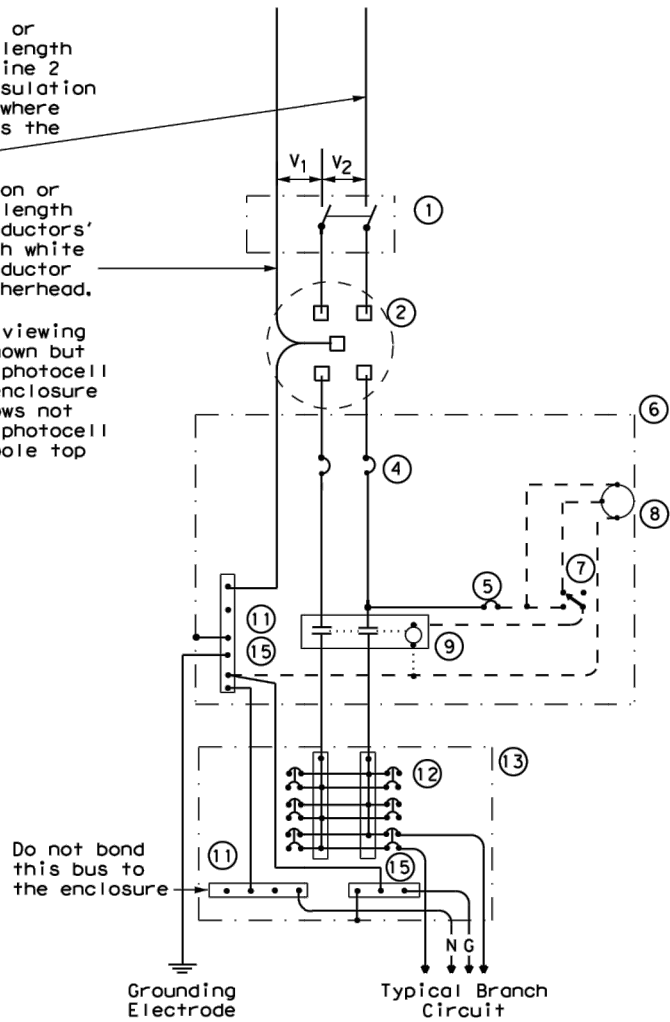 or
length
ine 2
sulation
where
s the
on or
length
ductors'
h white
ductor
herhead.
viewing
own but
photocell
nclosure
ows not
photocell
ole top
V1 V2
1
2
6
4
8
7
5
11
9
15
13
12
11
15
Do not bond
this bus to
the enclosure
N G
Grounding
Electrode
Typical Branch
Circuit